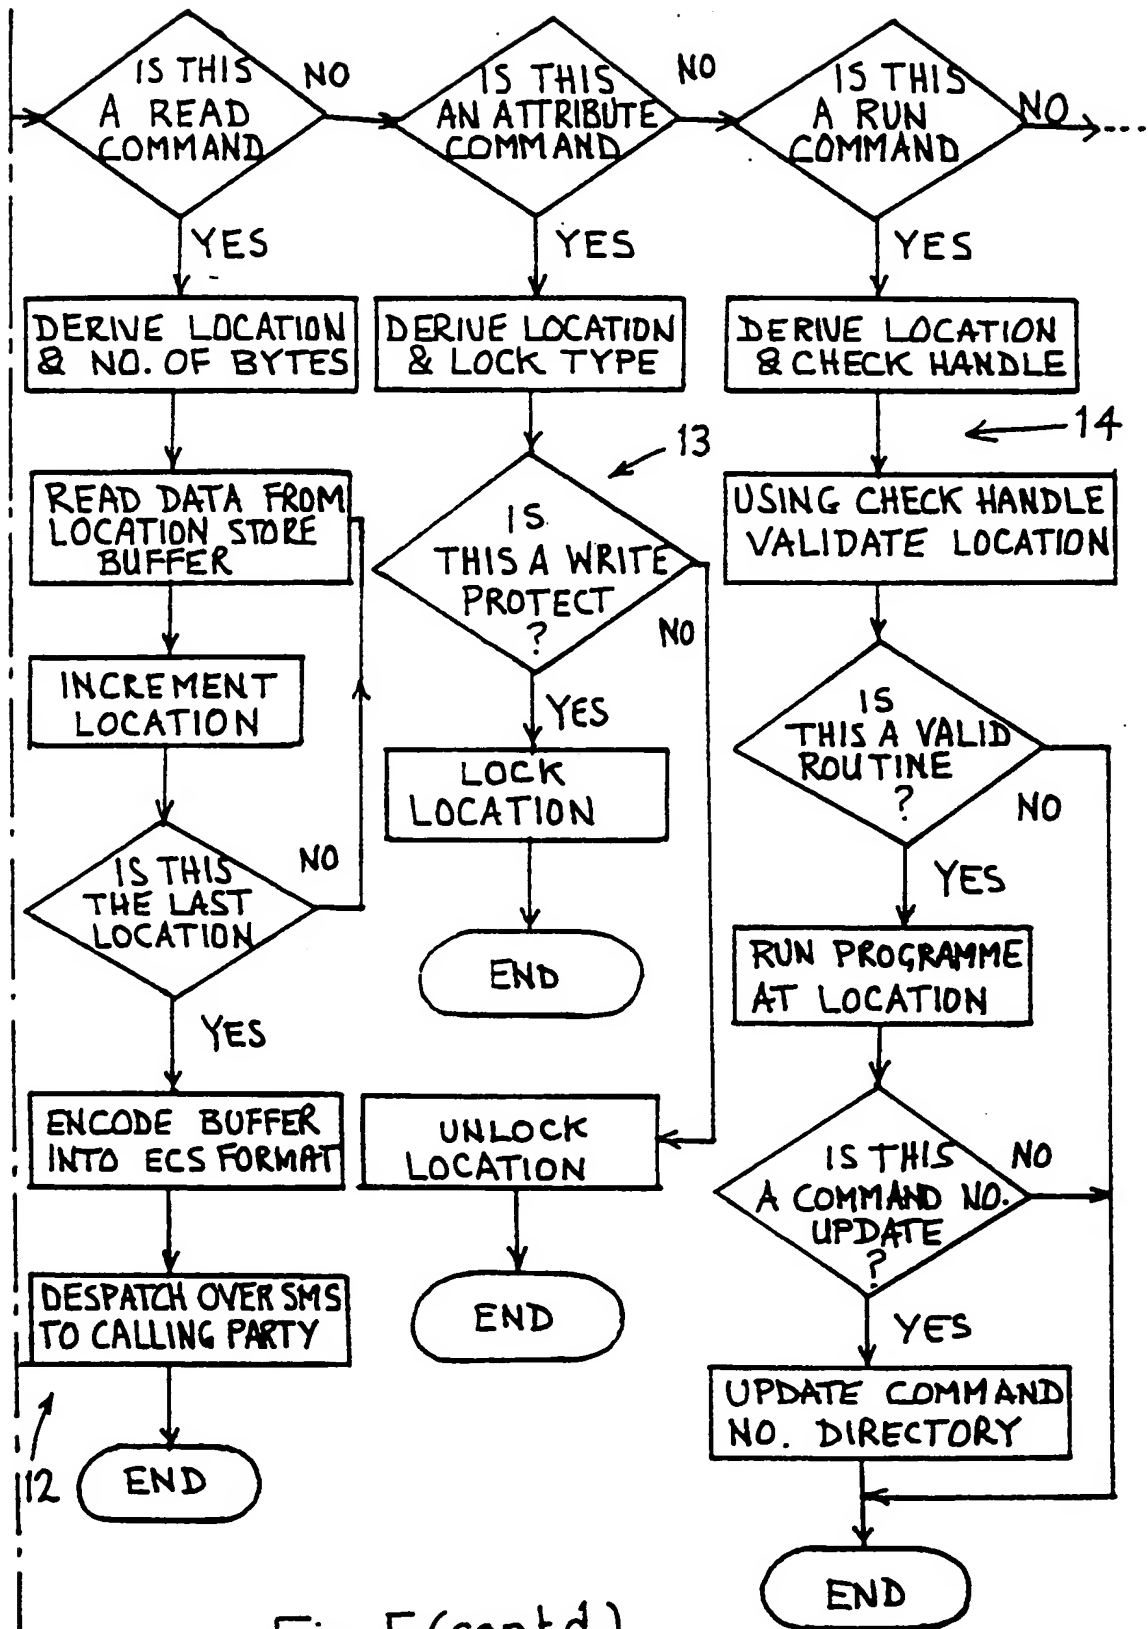 IS THIS
A READ
COMMAND
NO
YES
DERIVE LOCATION
& NO. OF BYTES
READ DATA FROM
LOCATION STORE
BUFFER
INCREMENT
LOCATION
IS THIS
THE LAST
LOCATION
NO
YES
ENCODE BUFFER
INTO ECS FORMAT
DESPATCH OVER SMS
TO CALLING PARTY
12
END
IS THIS
AN ATTRIBUTE
COMMAND
NO
YES
DERIVE LOCATION
& LOCK TYPE
13
IS
THIS A WRITE
PROTECT
?
NO
YES
LOCK
LOCATION
END
UNLOCK
LOCATION
END
IS THIS
A RUN
COMMAND
NO
YES
DERIVE LOCATION
& CHECK HANDLE
14
USING CHECK HANDLE
VALIDATE LOCATION
IS
THIS A VALID
ROUTINE
?
NO
YES
RUN PROGRAMME
AT LOCATION
IS THIS
A COMMAND NO.
UPDATE
?
NO
YES
UPDATE COMMAND
NO. DIRECTORY
END
Fig. 5 (cont'd.)